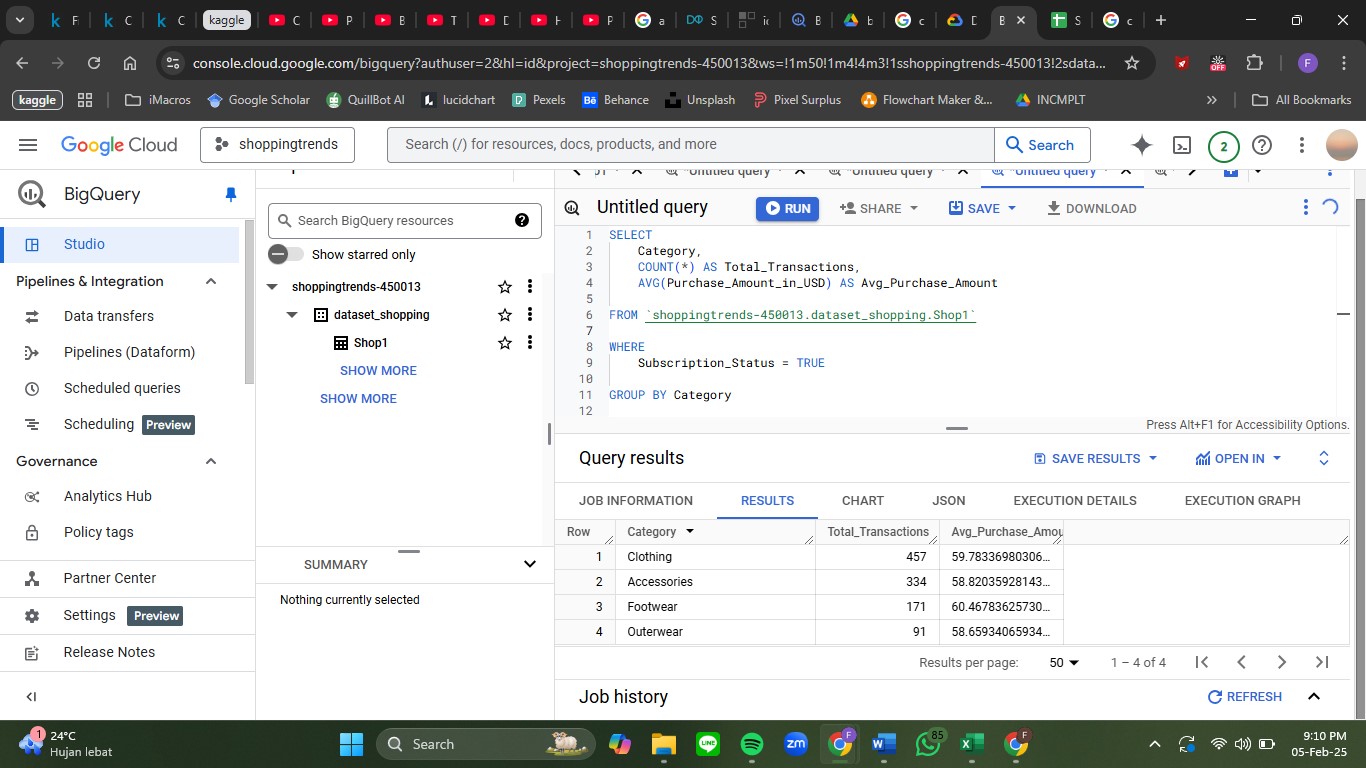 F
C
C
kaggle
C
P
B
T
D
H
P
a
S
B
b
c
D
B
S
c
console.cloud.google.com/bigquery?authuser=2&hl=id&project=shoppingtrends-450013&ws=!1m50!1m4!4m3!1sshoppingtrends-450013!2sdata...
OFF
F
kaggle
iMacros
Google Scholar
QuillBot AI
lucidchart
Pexels
Behance
Unsplash
Pixel Surplus
Flowchart Maker &...
INCMPLT
All Bookmarks
Google Cloud
shoppingtrends
Search (/) for resources, docs, products, and more
Search
2
BigQuery
Studio
Pipelines & Integration
Data transfers
Pipelines (Dataform)
Scheduled queries
Scheduling Preview
Governance
Analytics Hub
Policy tags
Partner Center
Settings Preview
Release Notes
Search BigQuery resources
Show starred only
shoppingtrends-450013
dataset_shopping
Shop1
SHOW MORE
SHOW MORE
SUMMARY
Nothing currently selected
*Untitled query
*Untitled query
*Untitled query
Untitled query
RUN
SHARE
SAVE
DOWNLOAD
1 SELECT
2 Category,
3 COUNT(*) AS Total_Transactions,
4 AVG(Purchase_Amount_in_USD) AS Avg_Purchase_Amount
5
6 FROM `shoppingtrends-450013.dataset_shopping.Shop1`
7
8 WHERE
9 Subscription_Status = TRUE
10
11 GROUP BY Category
12
Press Alt+F1 for Accessibility Options.
Query results
SAVE RESULTS
OPEN IN
JOB INFORMATION
RESULTS
CHART
JSON
EXECUTION DETAILS
EXECUTION GRAPH
Row Category Total_Transactions Avg_Purchase_Amou
1 Clothing 457 59.78336980306...
2 Accessories 334 58.82035928143...
3 Footwear 171 60.46783625730...
4 Outerwear 91 58.65934065934...
Results per page: 50 1 – 4 of 4
Job history
REFRESH
1
24°C
Hujan lebat
Search
LINE
zm
F
85
F
9:10 PM
05-Feb-25